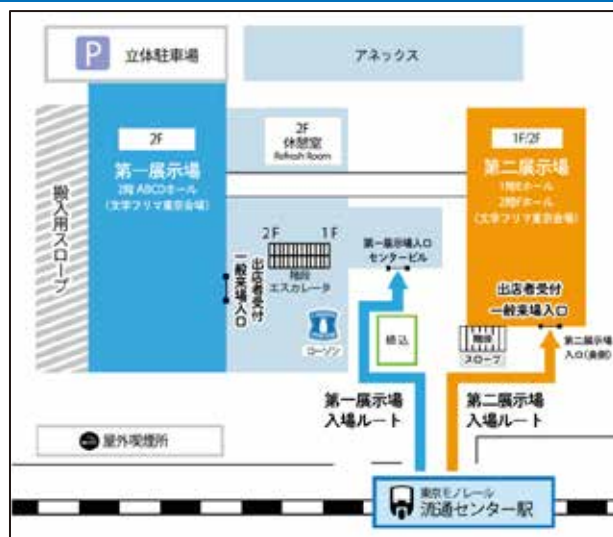 P 立体駐車場
アネックス
2F
第一展示場
2階 ABCDホール
(文学フリマ東京会場)
搬入用スロープ
2F
休憩室
Refresh Room
1F/2F
第二展示場
1階Eホール
2階Fホール
(文学フリマ東京会場)
2F 1F
階段
エスカレータ
出店者受付
一般来場入口
ローソン
第一展示場入口
センタービル
植込
出店者受付
一般来場入口
階段
スロープ
第二展示場
入口(裏側)
第一展示場
入場ルート
第二展示場
入場ルート
屋外喫煙所
東京モノレール
流通センター駅